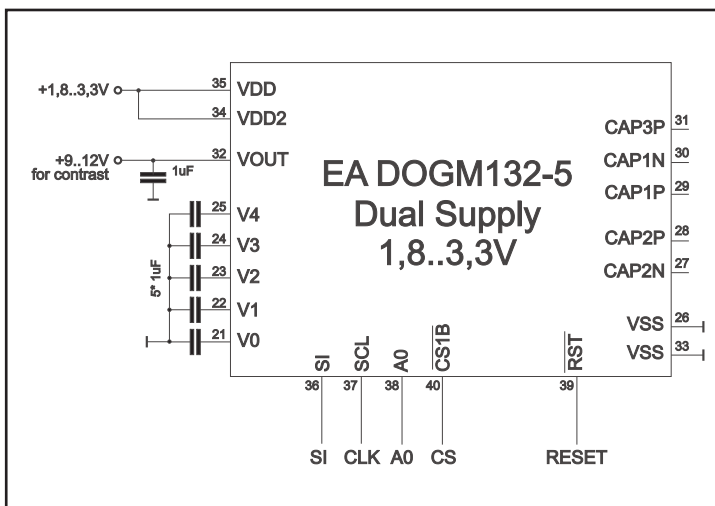 +1,8..3,3V
35 VDD
34 VDD2
+9..12V
for contrast
1uF
32 VOUT
25 V4
24 V3
23 V2
22 V1
21 V0
5* 1uF
EA DOGM132-5
Dual Supply
1,8..3,3V
CAP3P 31
CAP1N 30
CAP1P 29
CAP2P 28
CAP2N 27
VSS 26
VSS 33
SI SCL A0 CS1B RST
36 37 38 40 39
SI CLK A0 CS RESET